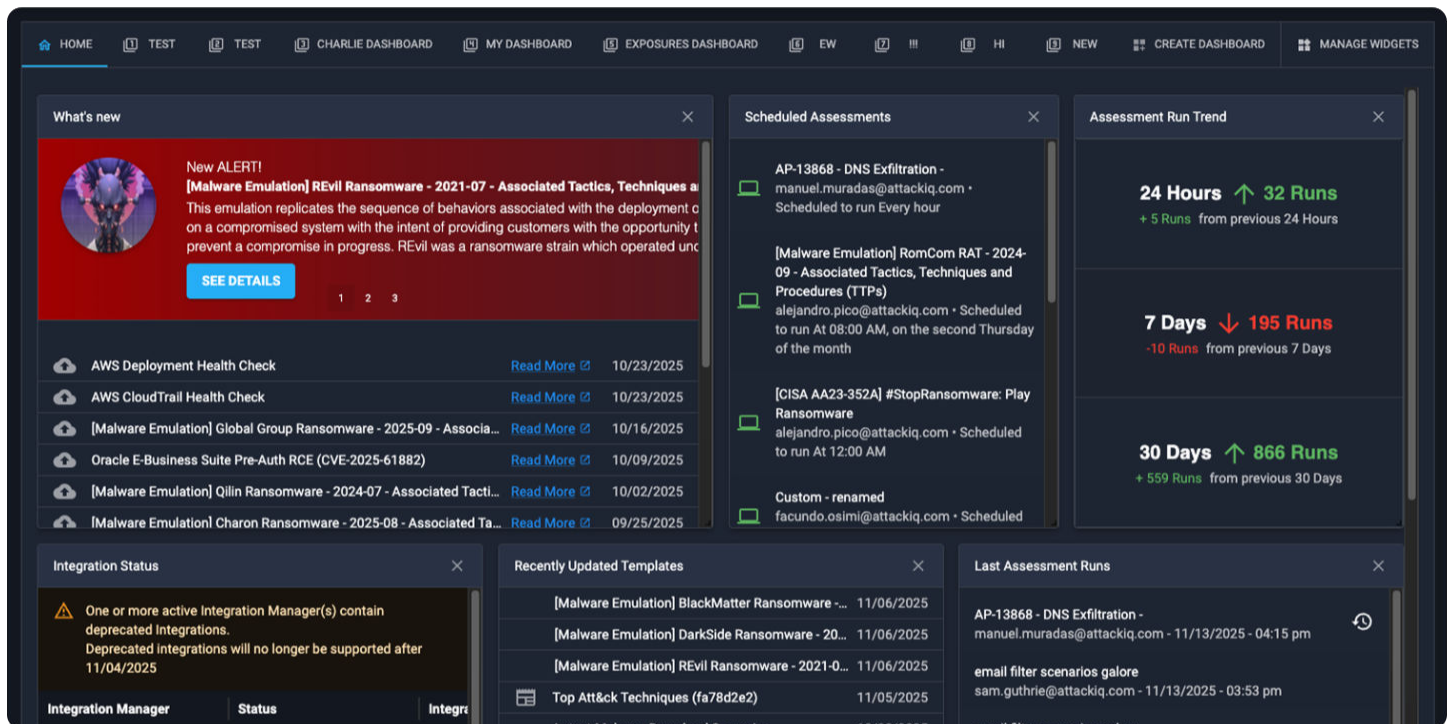 HOME
1 TEST
2 TEST
3 CHARLIE DASHBOARD
4 MY DASHBOARD
5 EXPOSURES DASHBOARD
6 EW
7 !!!
8 HI
9 NEW
CREATE DASHBOARD
MANAGE WIDGETS
What's new
New ALERT!
[Malware Emulation] REvil Ransomware - 2021-07 - Associated Tactics, Techniques a
This emulation replicates the sequence of behaviors associated with the deployment o
on a compromised system with the intent of providing customers with the opportunity t
prevent a compromise in progress. REvil was a ransomware strain which operated und
SEE DETAILS
1 2 3
AWS Deployment Health Check Read More 10/23/2025
AWS CloudTrail Health Check Read More 10/23/2025
[Malware Emulation] Global Group Ransomware - 2025-09 - Associa... Read More 10/16/2025
Oracle E-Business Suite Pre-Auth RCE (CVE-2025-61882) Read More 10/09/2025
[Malware Emulation] Qilin Ransomware - 2024-07 - Associated Tacti... Read More 10/02/2025
[Malware Emulation] Charon Ransomware - 2025-08 - Associated Ta... Read More 09/25/2025
Scheduled Assessments
AP-13868 - DNS Exfiltration -
manuel.muradas@attackiq.com •
Scheduled to run Every hour
[Malware Emulation] RomCom RAT - 2024-
09 - Associated Tactics, Techniques and
Procedures (TTPs)
alejandro.pico@attackiq.com • Scheduled
to run At 08:00 AM, on the second Thursday
of the month
[CISA AA23-352A] #StopRansomware: Play
Ransomware
alejandro.pico@attackiq.com • Scheduled
to run At 12:00 AM
Custom - renamed
facundo.osimi@attackiq.com • Scheduled
Assessment Run Trend
24 Hours ↑ 32 Runs
+ 5 Runs from previous 24 Hours
7 Days ↓ 195 Runs
-10 Runs from previous 7 Days
30 Days ↑ 866 Runs
+ 559 Runs from previous 30 Days
Integration Status
One or more active Integration Manager(s) contain
deprecated Integrations.
Deprecated integrations will no longer be supported after
11/04/2025
Integration Manager Status Integra
Recently Updated Templates
[Malware Emulation] BlackMatter Ransomware -... 11/06/2025
[Malware Emulation] DarkSide Ransomware - 20... 11/06/2025
[Malware Emulation] REvil Ransomware - 2021-0... 11/06/2025
Top Att&ck Techniques (fa78d2e2) 11/05/2025
Last Assessment Runs
AP-13868 - DNS Exfiltration -
manuel.muradas@attackiq.com - 11/13/2025 - 04:15 pm
email filter scenarios galore
sam.guthrie@attackiq.com - 11/13/2025 - 03:53 pm